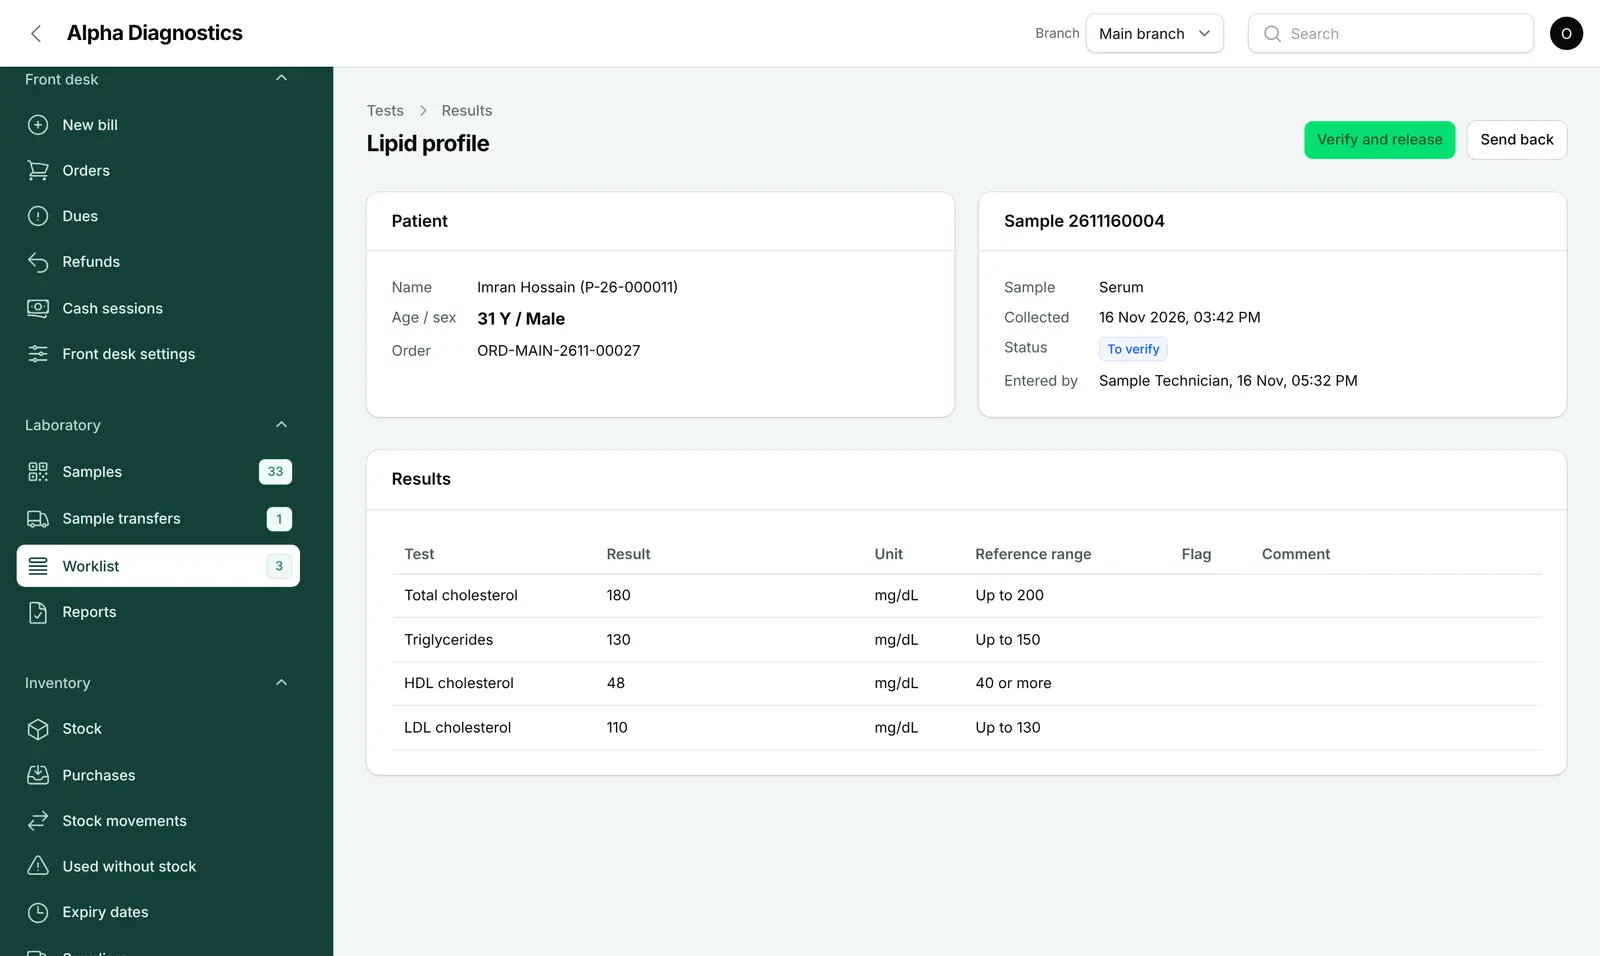 Alpha Diagnostics
Branch
Main branch
Search
O
Front desk
New bill
Orders
Dues
Refunds
Cash sessions
Front desk settings
Laboratory
Samples 33
Sample transfers 1
Worklist 3
Reports
Inventory
Stock
Purchases
Stock movements
Used without stock
Expiry dates
Tests > Results
Lipid profile
Verify and release
Send back
Patient
Name Imran Hossain (P-26-000011)
Age / sex 31 Y / Male
Order ORD-MAIN-2611-00027
Sample 2611160004
Sample Serum
Collected 16 Nov 2026, 03:42 PM
Status To verify
Entered by Sample Technician, 16 Nov, 05:32 PM
Results
Test Result Unit Reference range Flag Comment
Total cholesterol 180 mg/dL Up to 200
Triglycerides 130 mg/dL Up to 150
HDL cholesterol 48 mg/dL 40 or more
LDL cholesterol 110 mg/dL Up to 130